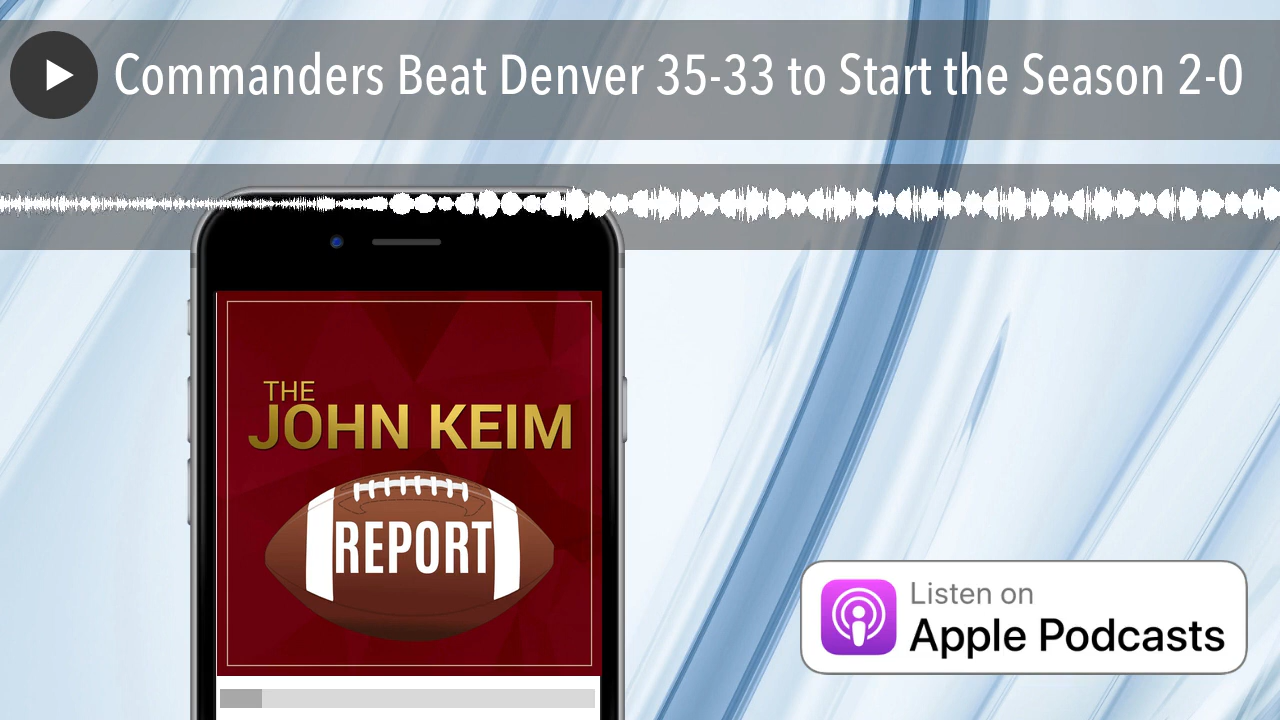 Commanders Beat Denver 35-33 to Start the Season 2-0
THE
JOHN KEIM
REPORT
Listen on
Apple Podcasts